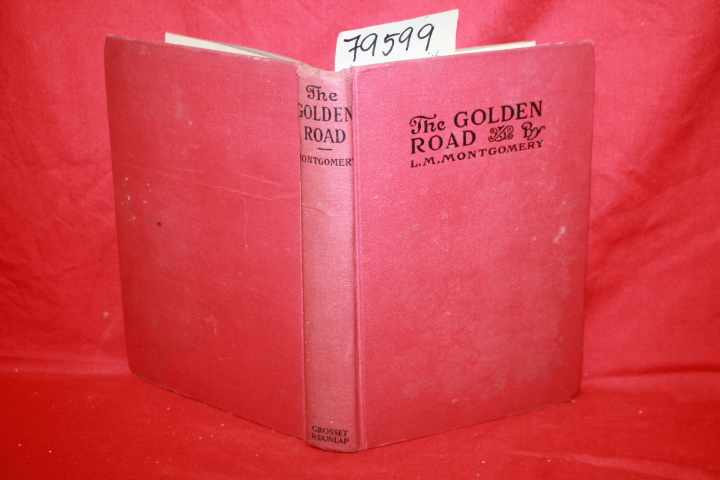 79599
The
GOLDEN
ROAD
MONTGOMERY
GROSSET
& DUNLAP
The GOLDEN
ROAD By
L.M. MONTGOMERY